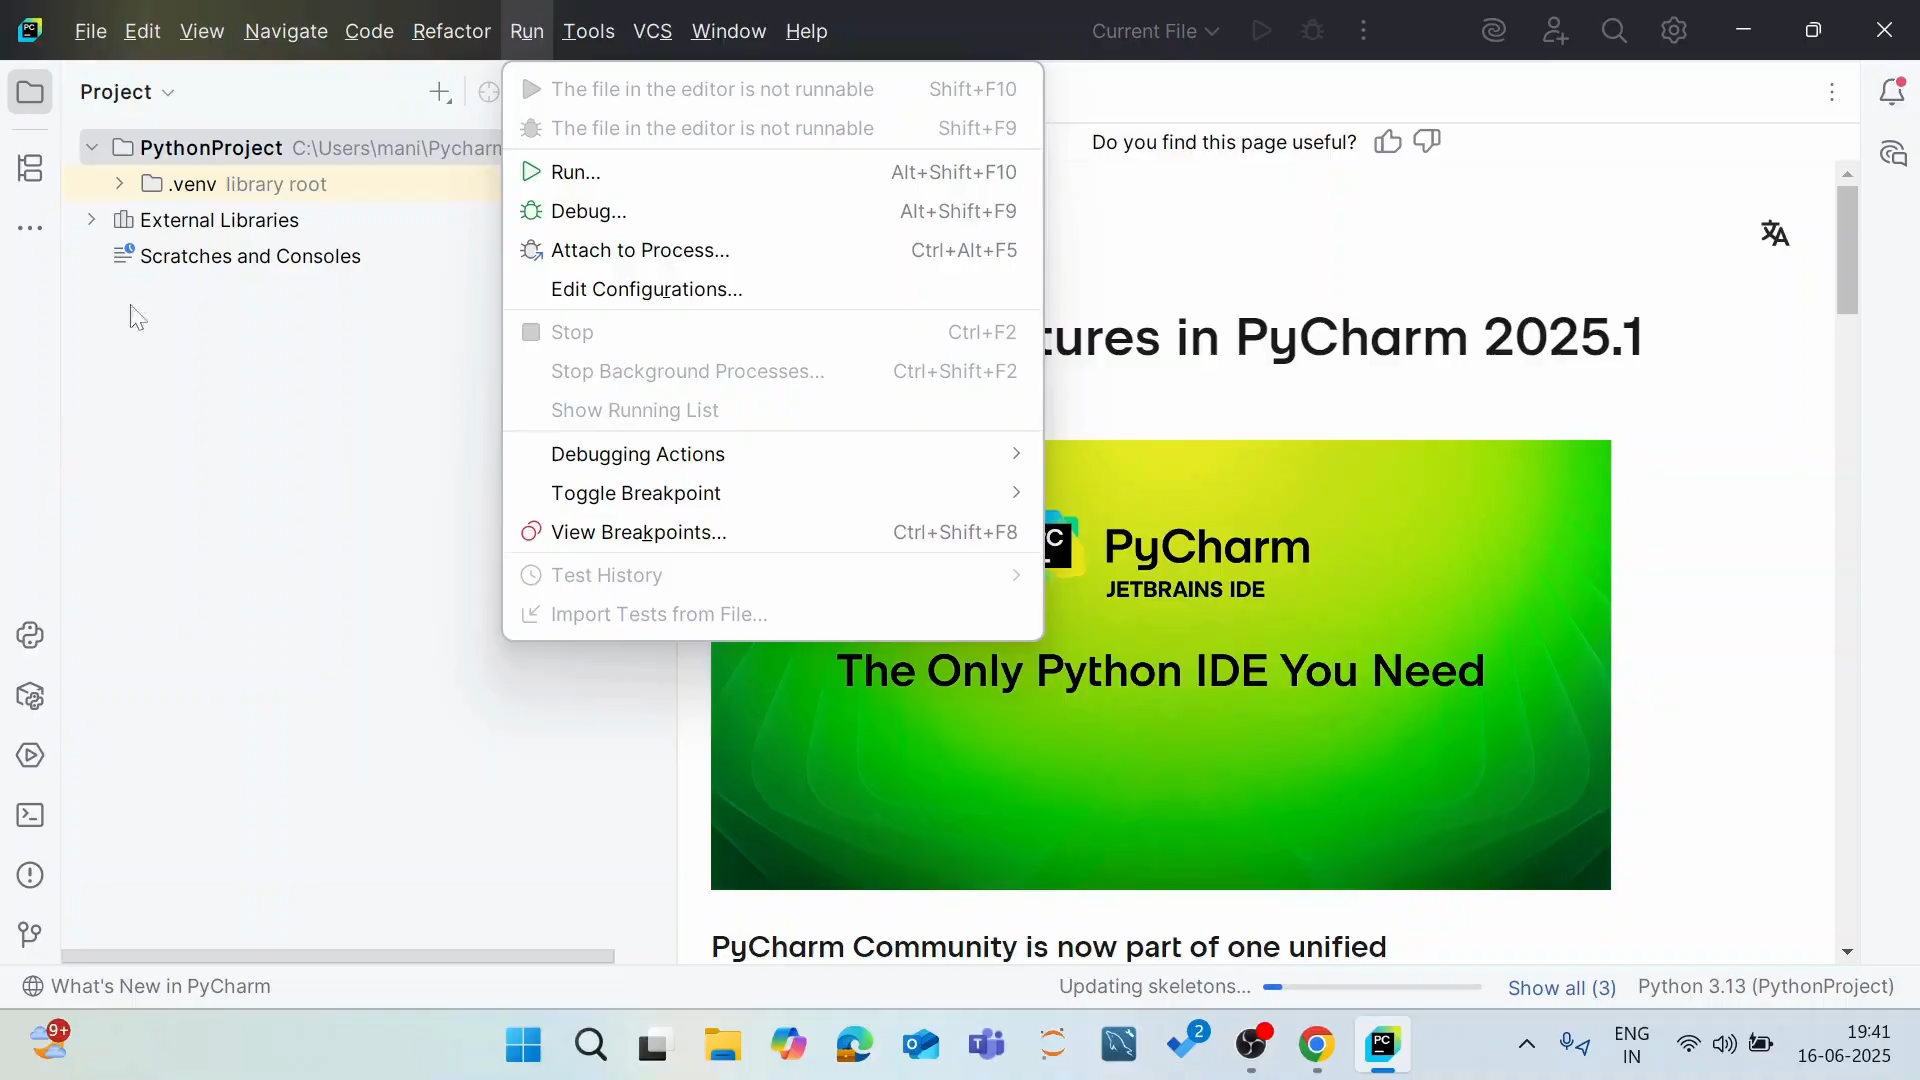 PC File Edit View Navigate Code Refactor Run Tools VCS Window Help Current File
Project
PythonProject C:\Users\mani\Pycharm
.venv library root
External Libraries
Scratches and Consoles
The file in the editor is not runnable Shift+F10
The file in the editor is not runnable Shift+F9
Run... Alt+Shift+F10
Debug... Alt+Shift+F9
Attach to Process... Ctrl+Alt+F5
Edit Configurations...
Stop Ctrl+F2
Stop Background Processes... Ctrl+Shift+F2
Show Running List
Debugging Actions
Toggle Breakpoint
View Breakpoints... Ctrl+Shift+F8
Test History
Import Tests from File...
Do you find this page useful?
tures in PyCharm 2025.1
C PyCharm
JETBRAINS IDE
The Only Python IDE You Need
PyCharm Community is now part of one unified
What's New in PyCharm Updating skeletons... Show all (3) Python 3.13 (PythonProject)
9+ 2 PC
ENG
IN
19:41
16-06-2025